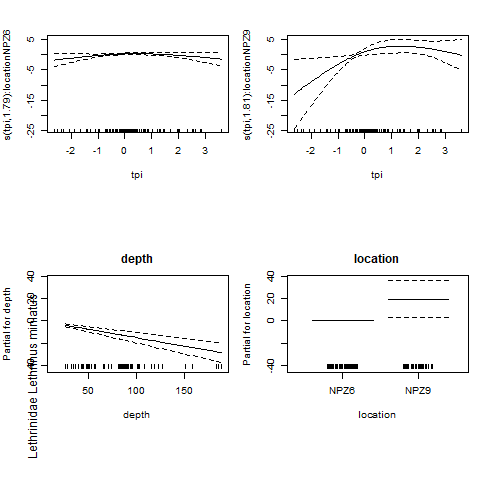 s(tpi,1.79):locationNPZ6
5
-5
-15
-25
-2
-1
0
1
2
3
tpi
s(tpi,1.81):locationNPZ9
5
-5
-15
-25
-2
-1
0
1
2
3
tpi
depth
Partial for depth
Lethrinidae Lethrinus miniatus
40
20
0
-40
50
100
150
depth
location
Partial for location
40
20
0
-40
NPZ6
NPZ9
location